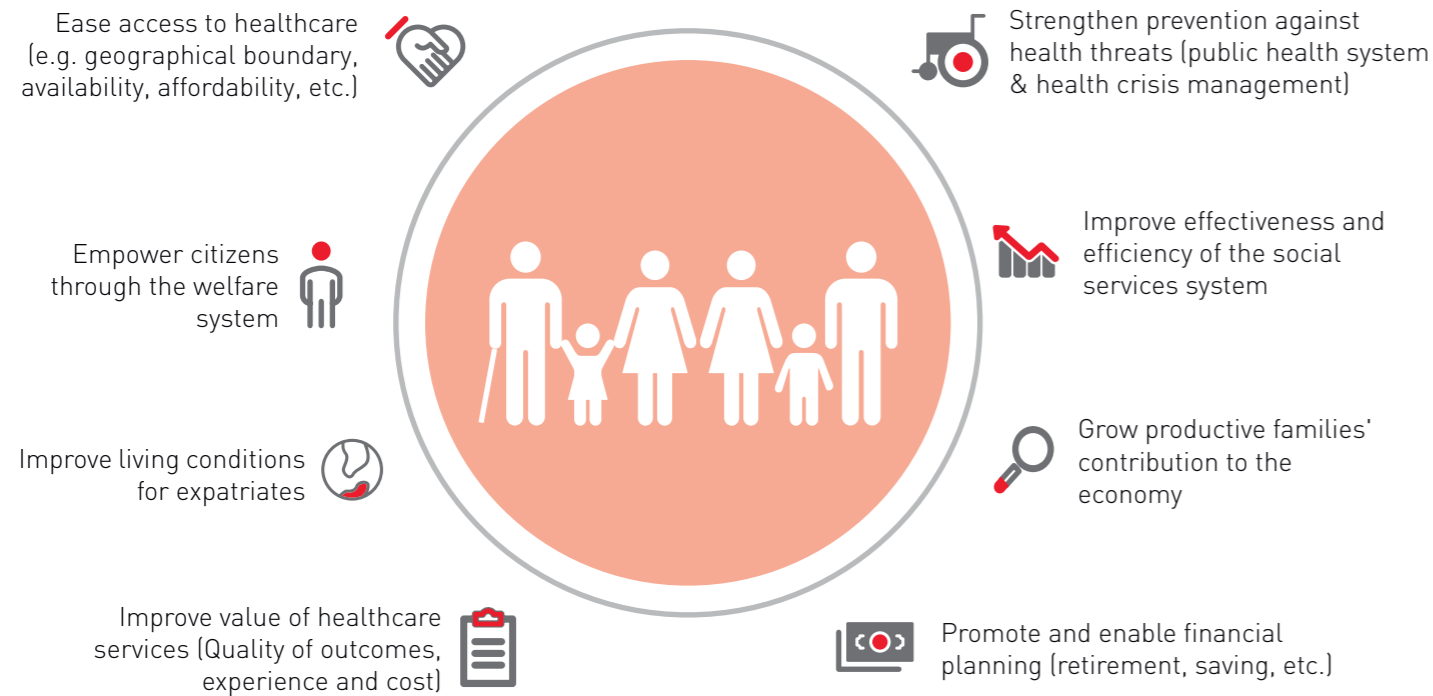 Ease access to healthcare
(e.g. geographical boundary,
availability, affordability, etc.)
Strengthen prevention against
health threats (public health system
& health crisis management)
Empower citizens
through the welfare
system
Improve effectiveness and
efficiency of the social
services system
Improve living conditions
for expatriates
Grow productive families'
contribution to the
economy
Improve value of healthcare
services (Quality of outcomes,
experience and cost)
Promote and enable financial
planning (retirement, saving, etc.)